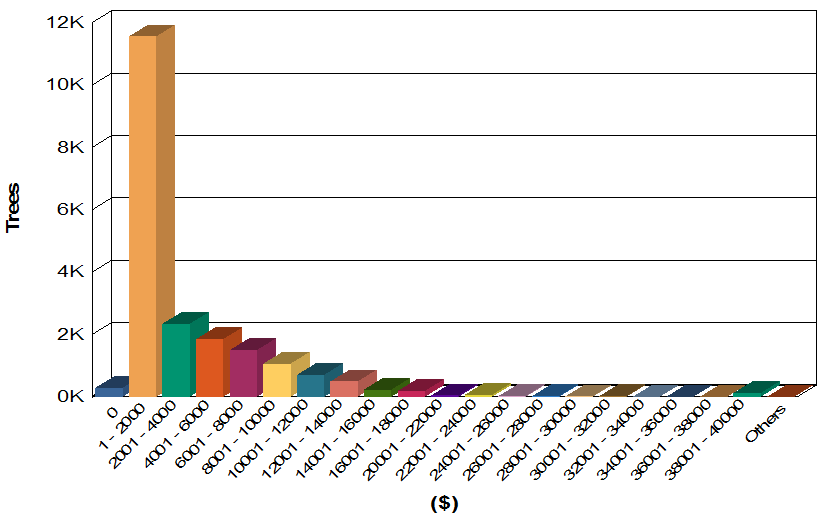 12K
10K
8K
6K
4K
2K
0K
Trees
0
1 - 2000
2001 - 4000
4001 - 6000
6001 - 8000
8001 - 10000
10001 - 12000
12001 - 14000
14001 - 16000
16001 - 18000
20001 - 22000
22001 - 24000
24001 - 26000
26001 - 28000
28001 - 30000
30001 - 32000
32001 - 34000
34001 - 36000
36001 - 38000
38001 - 40000
Others
($)